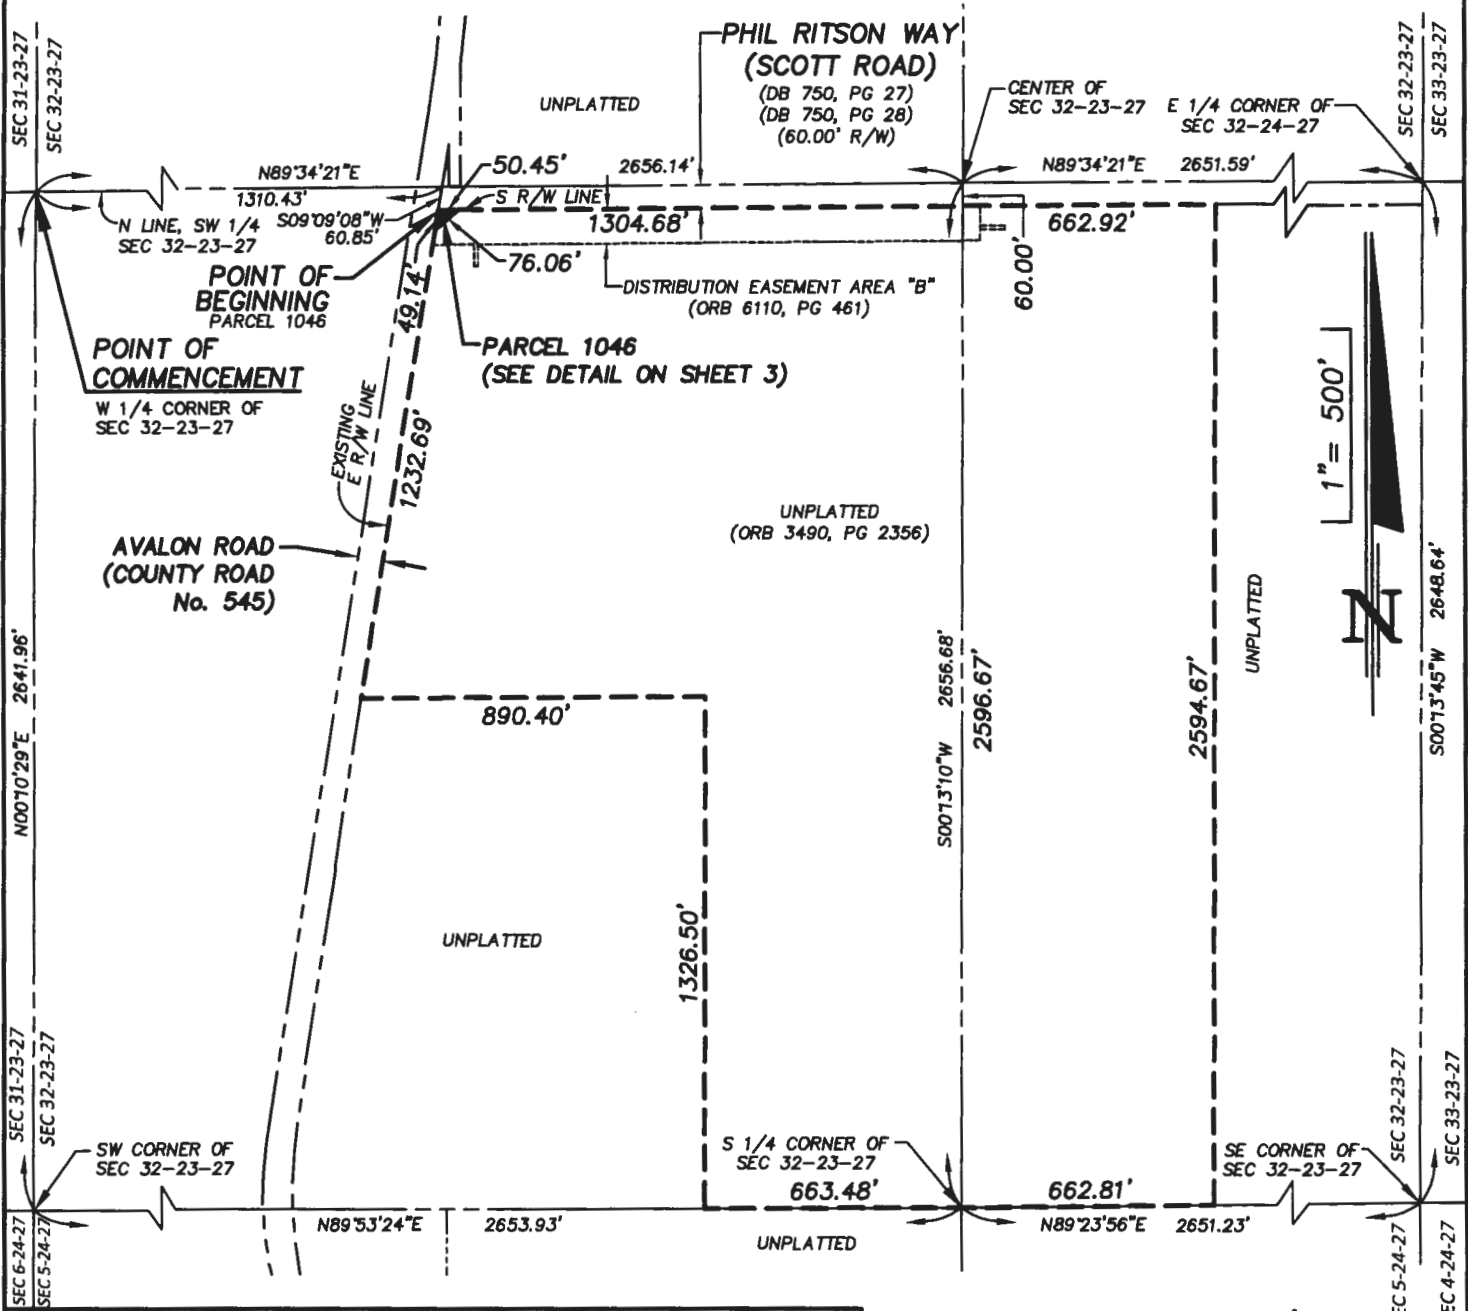 SEC 31-23-27
SEC 32-23-27
UNPLATTED
PHIL RITSON WAY
(SCOTT ROAD)
(DB 750, PG 27)
(DB 750, PG 28)
(60.00' R/W)
CENTER OF
SEC 32-23-27
E 1/4 CORNER OF
SEC 32-24-27
SEC 32-23-27
SEC 33-23-27
N89°34'21"E
1310.43'
50.45'
2656.14'
N89°34'21"E 2651.59'
N LINE, SW 1/4
SEC 32-23-27
S09°09'08"W
60.85'
S R/W LINE
1304.68'
662.92'
76.06'
60.00'
POINT OF
BEGINNING
PARCEL 1046
49.14'
DISTRIBUTION EASEMENT AREA "B"
(ORB 6110, PG 461)
POINT OF
COMMENCEMENT
W 1/4 CORNER OF
SEC 32-23-27
PARCEL 1046
(SEE DETAIL ON SHEET 3)
1"= 500'
EXISTING
E R/W LINE
1232.69'
UNPLATTED
(ORB 3490, PG 2356)
AVALON ROAD
(COUNTY ROAD
No. 545)
N
UNPLATTED
N00°10'29"E 2641.96'
890.40'
S00°13'10"W 2656.68'
2596.67'
2594.67'
S00°13'45"W 2648.64'
UNPLATTED
1326.50'
SEC 31-23-27
SEC 32-23-27
SW CORNER OF
SEC 32-23-27
S 1/4 CORNER OF
SEC 32-23-27
SE CORNER OF
SEC 32-23-27
SEC 32-23-27
SEC 33-23-27
663.48'
662.81'
N89°53'24"E 2653.93'
N89°23'56"E 2651.23'
UNPLATTED
SEC 6-24-27
SEC 5-24-27
EC 5-24-27
EC 4-24-27